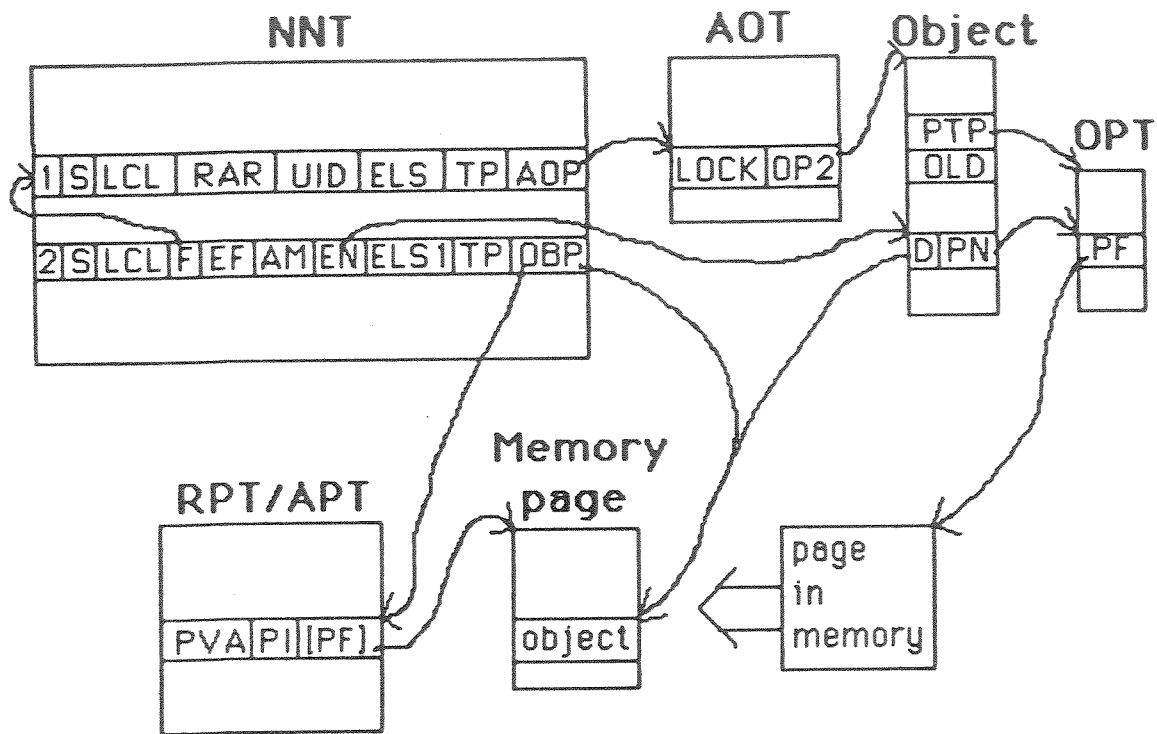 NNT
AOT
Object
PTP
OPT
1 S LCL RAR UID ELS TP AOP
LOCK OP2
OLD
2 S LCL F EF AM EN ELS1 TP OBP
D PN
PF
Memory
page
RPT/APT
page
in
memory
PVA PI [PF]
object